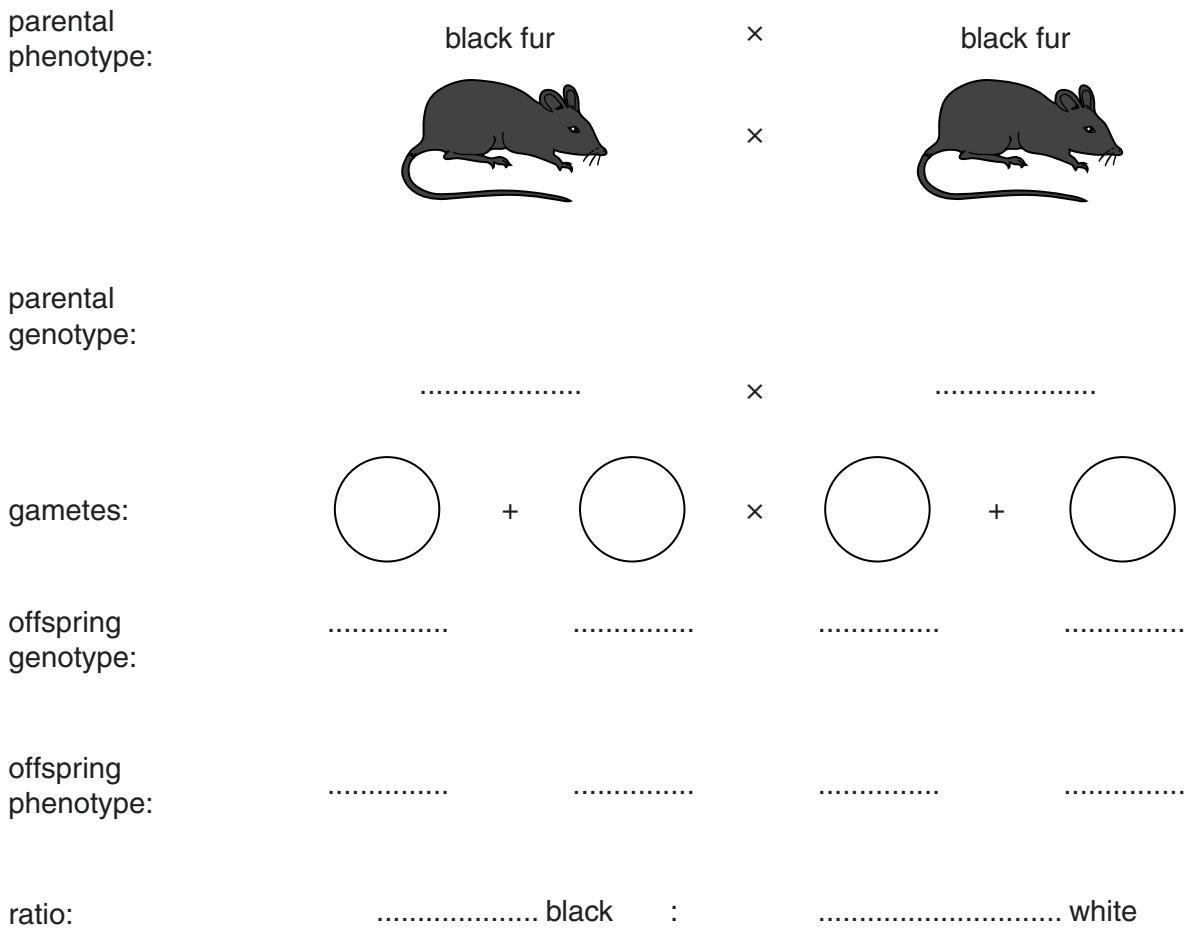 parental
phenotype:
black fur × black fur
×
parental
genotype:
.................... × ....................
gametes: + × +
offspring
genotype:
............... ............... ............... ...............
offspring
phenotype:
............... ............... ............... ...............
ratio: .................... black : .............................. white